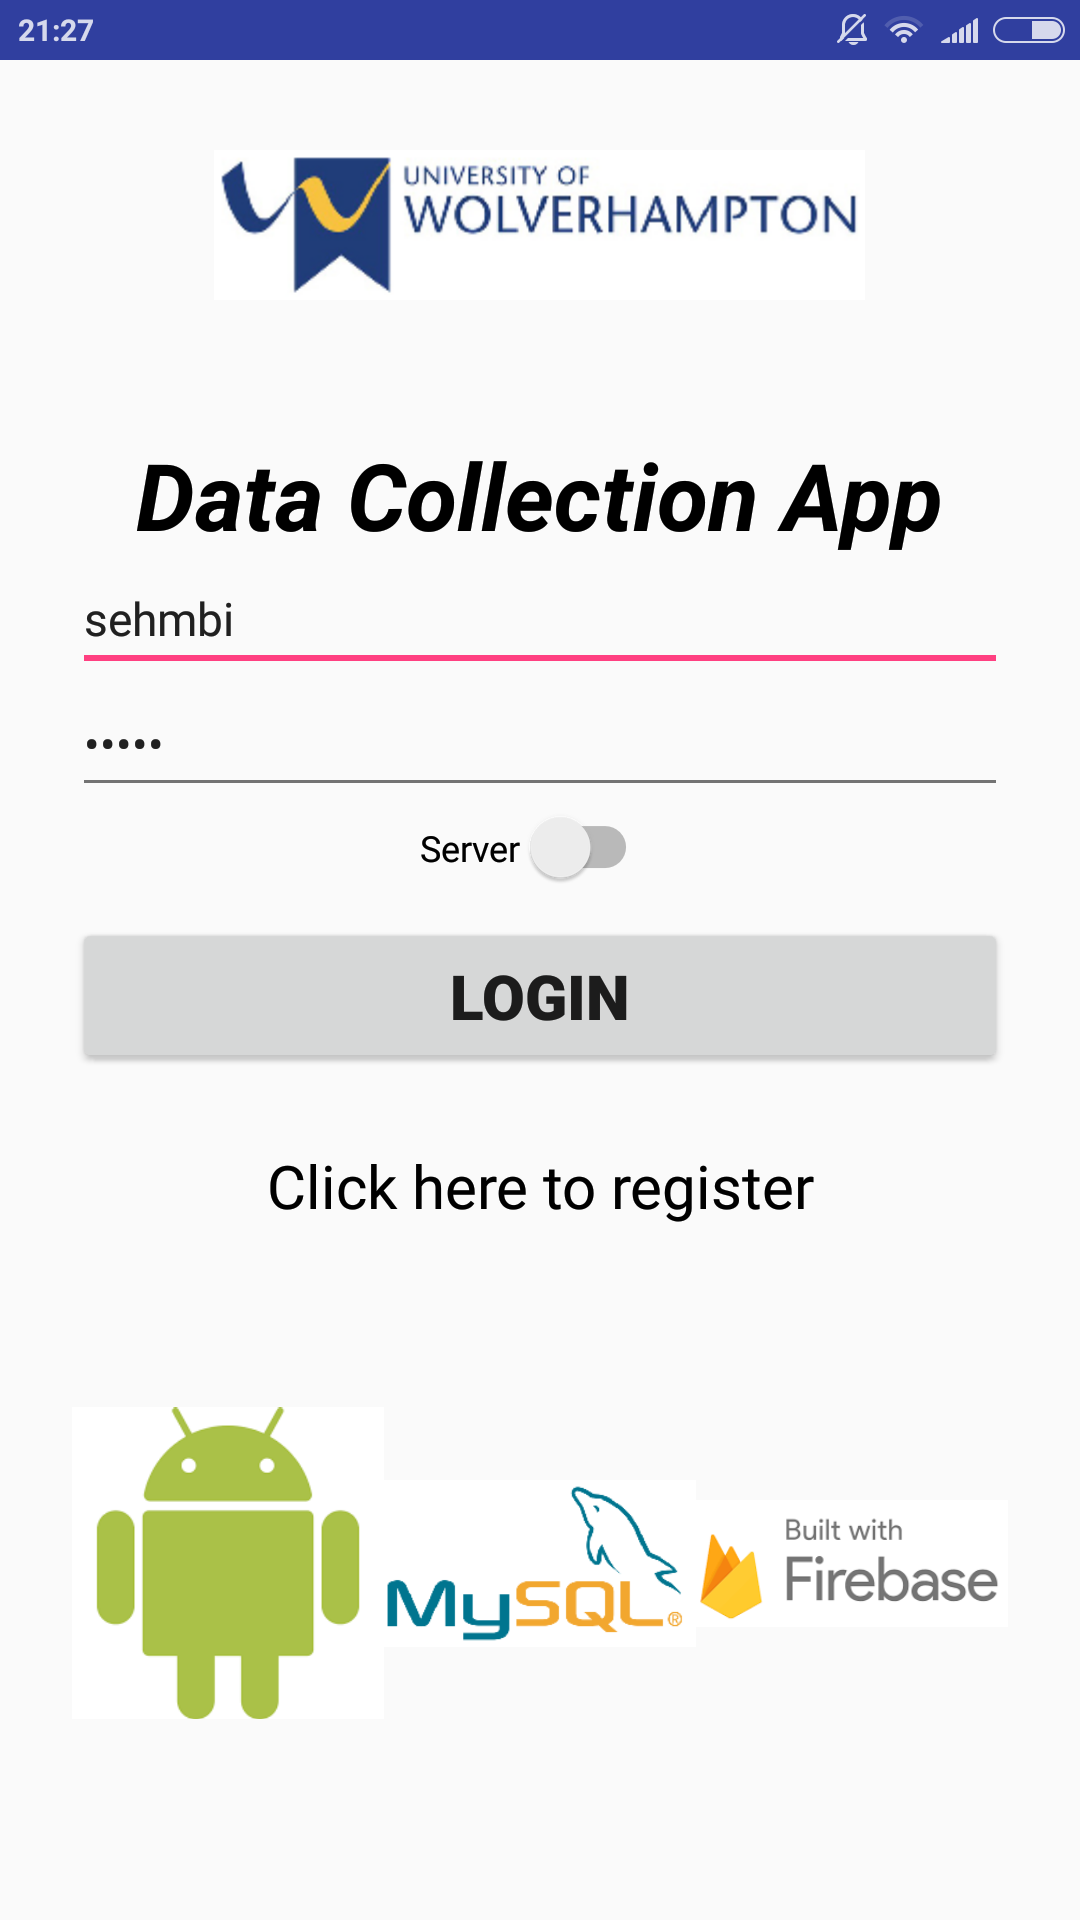 21:27
UNIVERSITY OF
WOLVERHAMPTON
Data Collection App
sehmbi
•••••
Server
LOGIN
Click here to register
MySQL®
Built with
Firebase